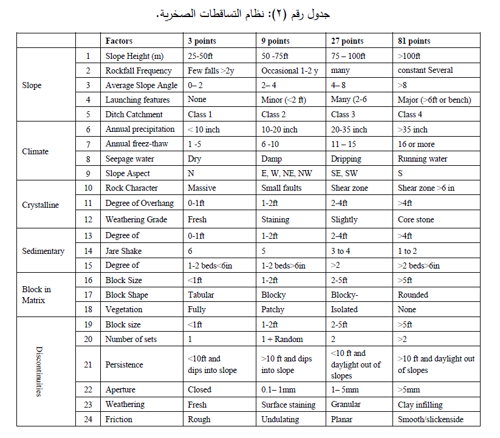 جدول رقم (٢): نظام التساقطات الصخرية.
Factors 3 points 9 points 27 points 81 points
Slope
1 Slope Height (m) 25-50ft 50 -75ft 75 – 100ft >100ft
2 Rockfall Frequency Few falls >2y Occasional 1-2 y many constant Several
3 Average Slope Angle 0– 2 2– 4 4– 8 >8
4 Launching features None Minor (<2 ft) Many (2-6 Major (>6ft or bench)
5 Ditch Catchment Class 1 Class 2 Class 3 Class 4
Climate
6 Annual precipitation < 10 inch 10-20 inch 20-35 inch >35 inch
7 Annual freez-thaw 1 -5 6 -10 11 – 15 16 or more
8 Seepage water Dry Damp Dripping Running water
9 Slope Aspect N E, W, NE, NW SE, SW S
Crystalline
10 Rock Character Massive Small faults Shear zone Shear zone >6 in
11 Degree of Overhang 0-1ft 1-2ft 2-4ft >4ft
12 Weathering Grade Fresh Staining Slightly Core stone
Sedimentary
13 Degree of 0-1ft 1-2ft 2-4ft >4ft
14 Jare Shake 6 5 3 to 4 1 to 2
15 Degree of 1-2 beds<6in 1-2 beds>6in >2 >2 beds>6in
Block in
Matrix
16 Block Size <1ft 1-2ft 2-5ft >5ft
17 Block Shape Tabular Blocky Blocky- Rounded
18 Vegetation Fully Patchy Isolated None
Discontinuities
19 Block size <1ft 1-2ft 2-5ft >5ft
20 Number of sets 1 1 + Random 2 >2
21 Persistence <10ft and dips into slope >10 ft and dips into slope <10 ft and daylight out of slopes >10 ft and daylight out of slopes
22 Aperture Closed 0.1– 1mm 1– 5mm >5mm
23 Weathering Fresh Surface staining Granular Clay infilling
24 Friction Rough Undulating Planar Smooth/slickenside